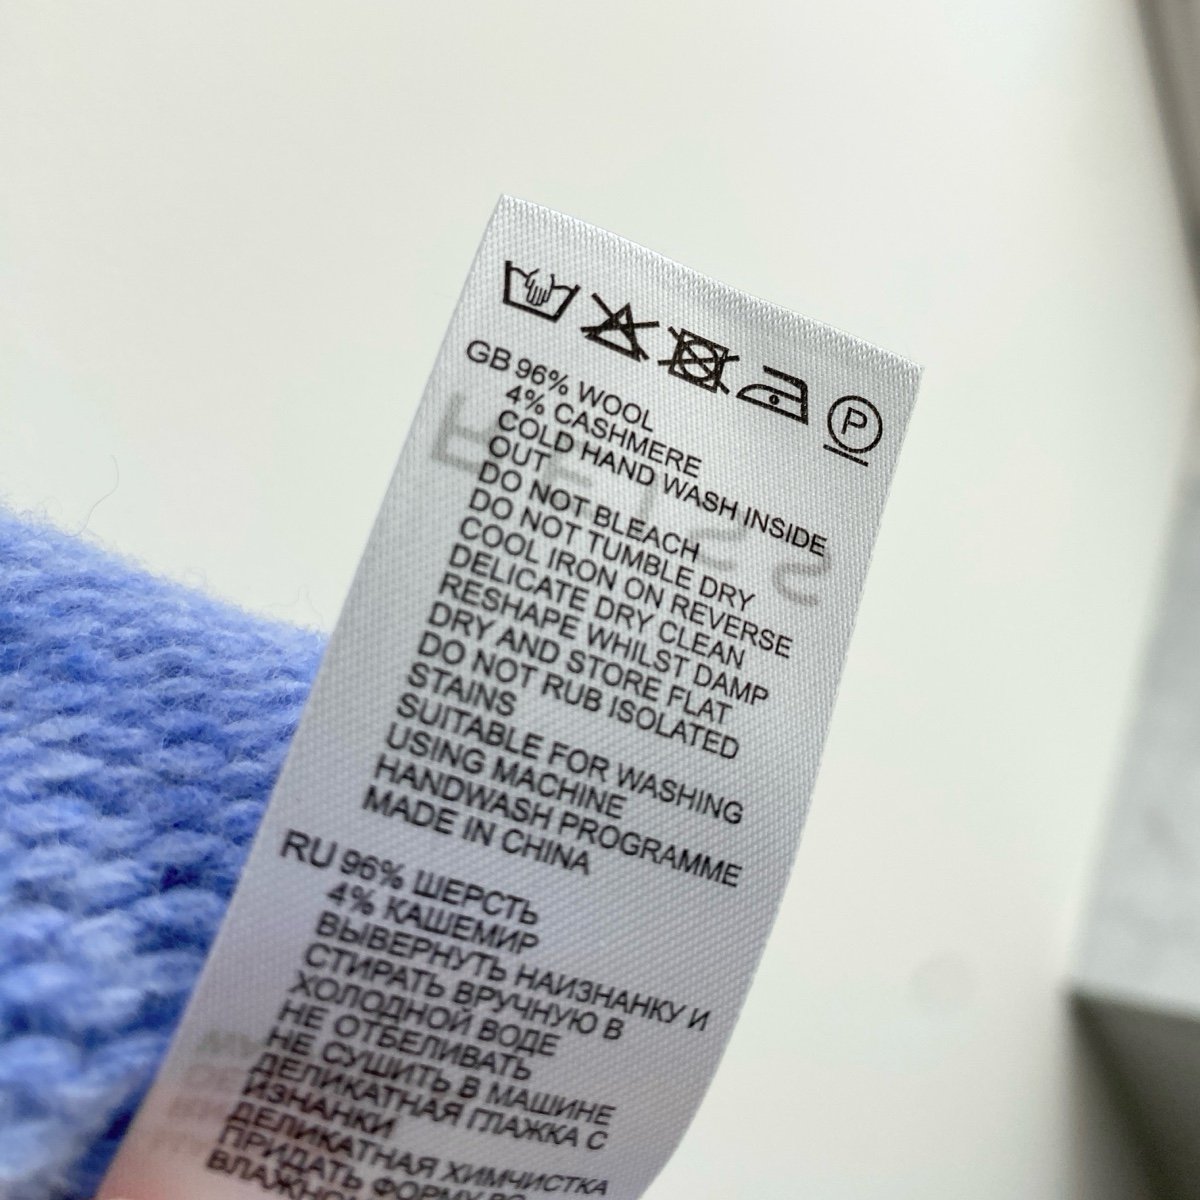 P
GB 96% WOOL
4% CASHMERE
COLD HAND WASH INSIDE
OUT
DO NOT BLEACH
DO NOT TUMBLE DRY
COOL IRON ON REVERSE
DELICATE DRY CLEAN
RESHAPE WHILST DAMP
DRY AND STORE FLAT
DO NOT RUB ISOLATED
STAINS
SUITABLE FOR WASHING
USING MACHINE
HANDWASH PROGRAMME
MADE IN CHINA
RU 96% ШЕРСТЬ
4% КАШЕМИР
ВЫВЕРНУТЬ НАИЗНАНКУ И
СТИРАТЬ ВРУЧНУЮ В
ХОЛОДНОЙ ВОДЕ
НЕ ОТБЕЛИВАТЬ
НЕ СУШИТЬ В МАШИНЕ
ДЕЛИКАТНАЯ ГЛАЖКА С
ИЗНАНКИ
ДЕЛИКАТНАЯ ХИМЧИСТКА
ПРИДАТЬ ФОРМУ